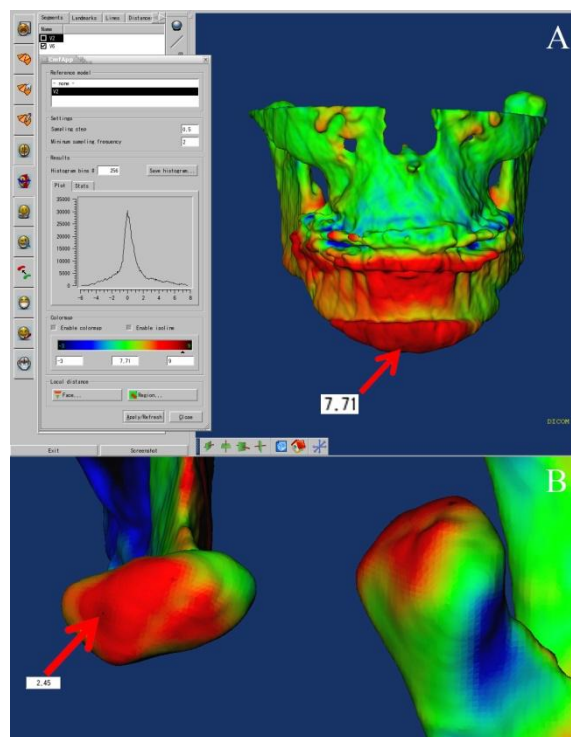 Segments Landmarks Lines Distance
Name
V2
V6
CmfApp
Reference model
- none -
V2
Settings
Sampling step 0.5
Minimum sampling frequency 2
Results
Histogram bins # 256 Save histogram...
Plot Stats
35000
30000
25000
20000
15000
10000
5000
0
-6 -4 -2 0 2 4 6 8
Colormap
Enable colormap Enable isoline
-3 9
-3 7.71 9
Local distance
Face... Region...
Apply/Refresh Close
Exit Screenshot
A
7.71
DICOM
B
2.45